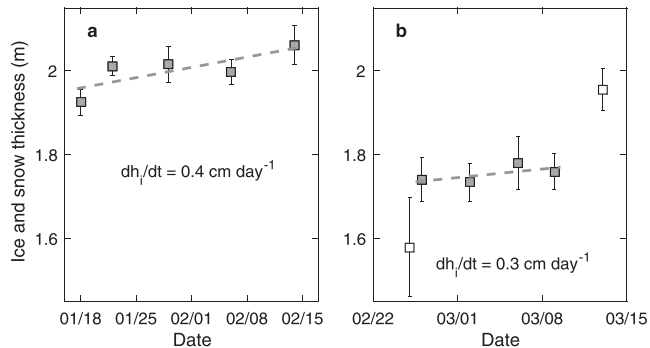 a
b
Ice and snow thickness (m)
2
1.8
1.6
2
1.8
1.6
dhi/dt = 0.4 cm day-1
dhi/dt = 0.3 cm day-1
01/18 01/25 02/01 02/08 02/15
02/22 03/01 03/08 03/15
Date
Date